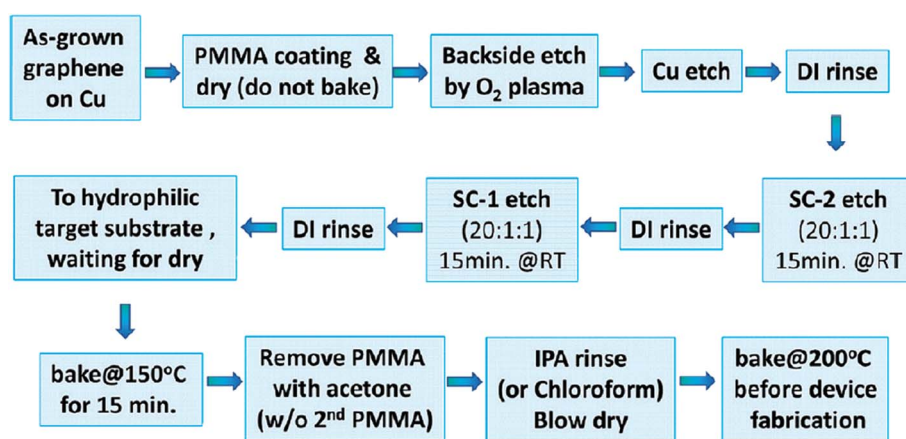 As-grown
graphene
on Cu
PMMA coating &
dry (do not bake)
Backside etch
by O₂ plasma
Cu etch
DI rinse
SC-2 etch
(20:1:1)
15min. @RT
DI rinse
SC-1 etch
(20:1:1)
15min. @RT
DI rinse
To hydrophilic
target substrate ,
waiting for dry
bake@150°C
for 15 min.
Remove PMMA
with acetone
(w/o 2ⁿᵈ PMMA)
IPA rinse
(or Chloroform)
Blow dry
bake@200°C
before device
fabrication